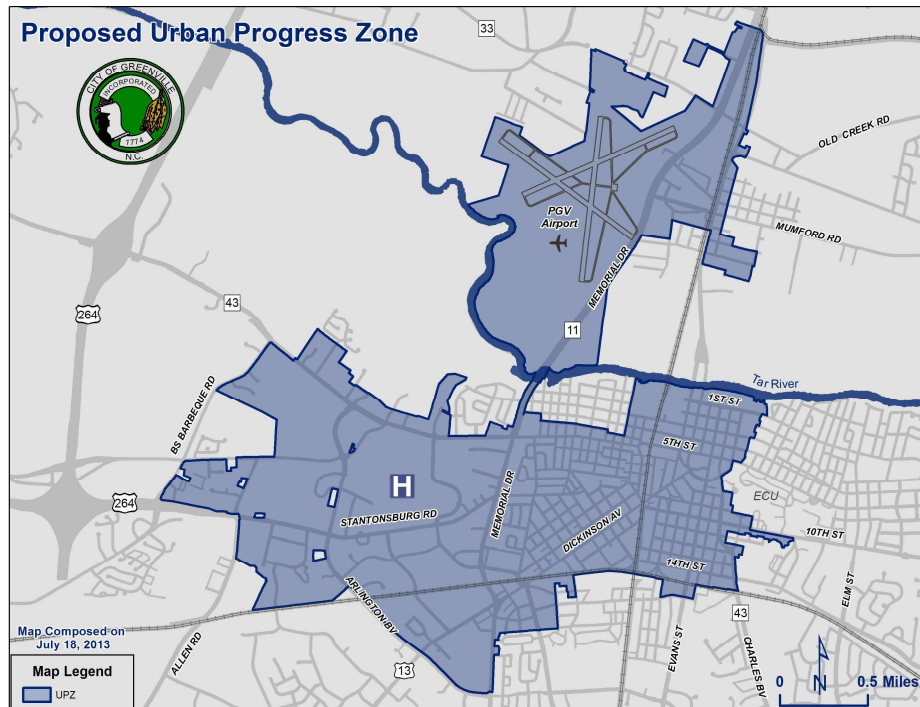 Proposed Urban Progress Zone
CITY OF GREENVILLE
INCORPORATED
1774
N.C.
33
OLD CREEK RD
PGV
Airport
MUMFORD RD
MEMORIAL DR
43
264
11
Tar River
BS BARBEQUE RD
1ST ST
5TH ST
H
MEMORIAL DR
ECU
264
STANTONSBURG RD
DICKINSON AV
10TH ST
14TH ST
ARLINGTON BV
ELM ST
43
Map Composed on
July 18, 2013
ALLEN RD
EVANS ST
CHARLES BV
13
Map Legend
UPZ
N
0 0.5 Miles